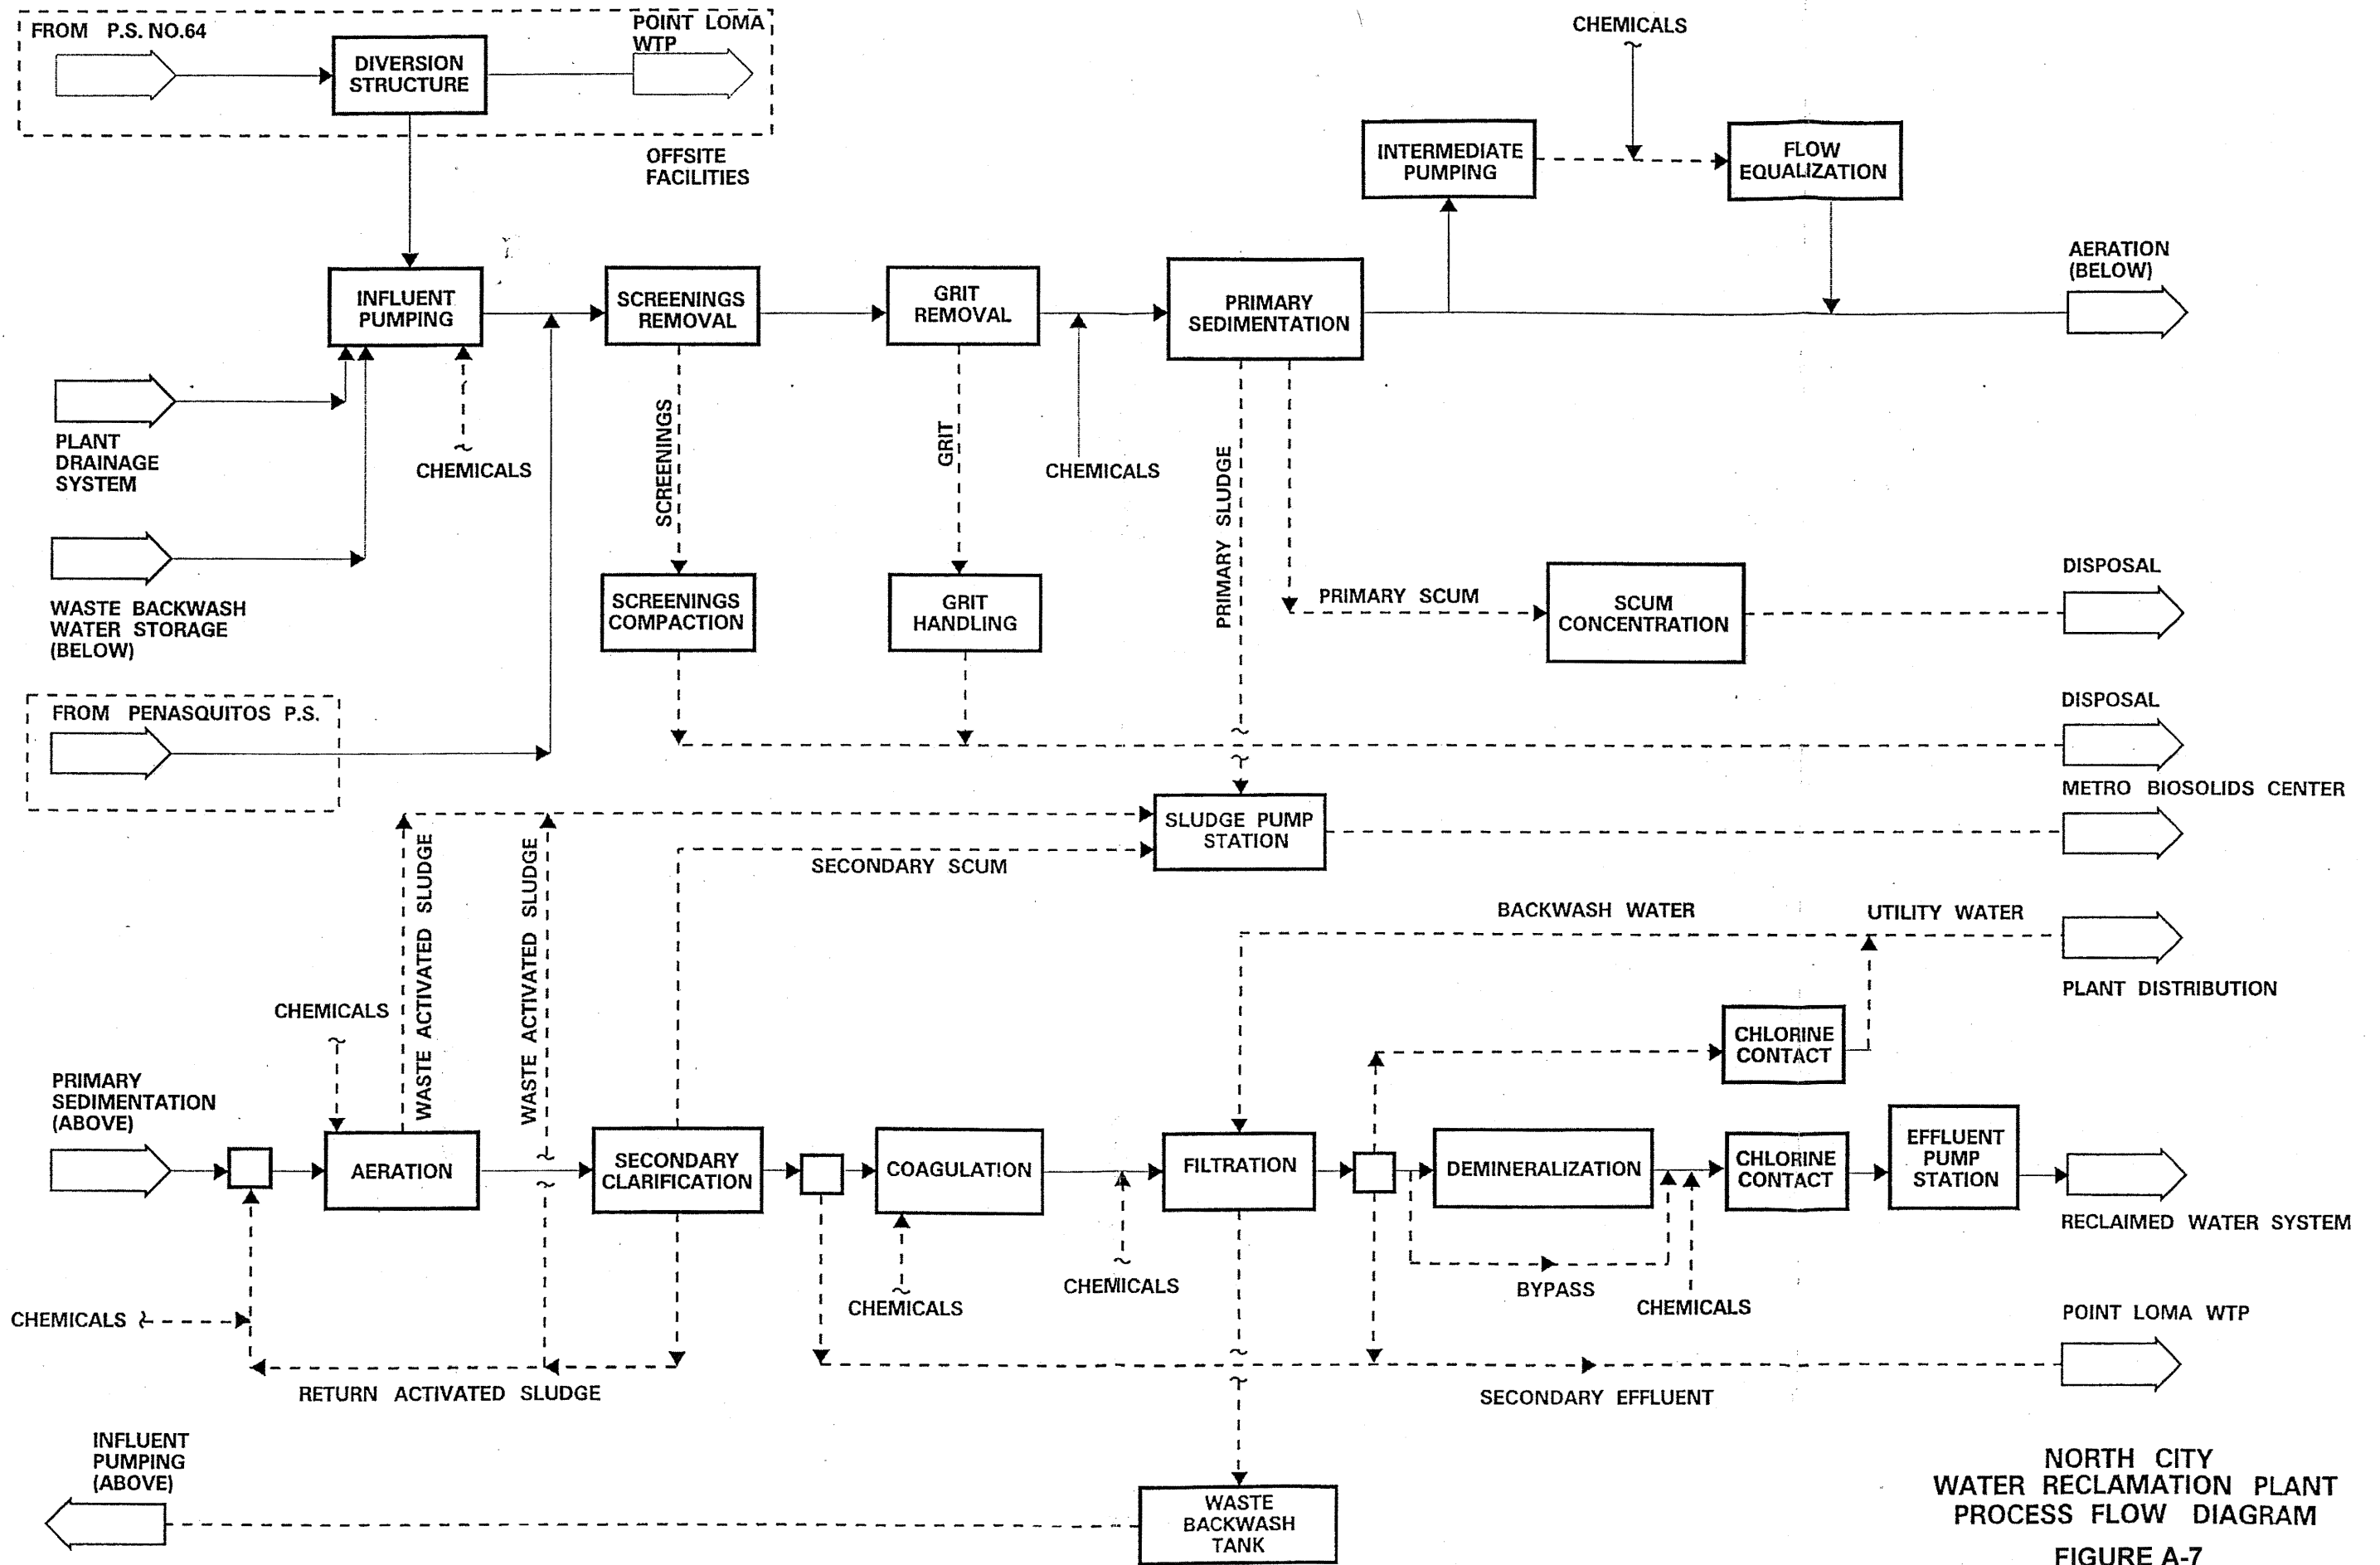 FROM P.S. NO.64
POINT LOMA
WTP
DIVERSION
STRUCTURE
OFFSITE
FACILITIES
CHEMICALS
INTERMEDIATE
PUMPING
FLOW
EQUALIZATION
AERATION
(BELOW)
INFLUENT
PUMPING
SCREENINGS
REMOVAL
GRIT
REMOVAL
PRIMARY
SEDIMENTATION
PLANT
DRAINAGE
SYSTEM
CHEMICALS
SCREENINGS
GRIT
CHEMICALS
PRIMARY SLUDGE
WASTE BACKWASH
WATER STORAGE
(BELOW)
SCREENINGS
COMPACTION
GRIT
HANDLING
PRIMARY SCUM
SCUM
CONCENTRATION
DISPOSAL
FROM PENASQUITOS P.S.
DISPOSAL
METRO BIOSOLIDS CENTER
SLUDGE PUMP
STATION
WASTE ACTIVATED SLUDGE
WASTE ACTIVATED SLUDGE
SECONDARY SCUM
BACKWASH WATER
UTILITY WATER
PLANT DISTRIBUTION
CHEMICALS
CHLORINE
CONTACT
PRIMARY
SEDIMENTATION
(ABOVE)
AERATION
SECONDARY
CLARIFICATION
COAGULATION
FILTRATION
DEMINERALIZATION
CHLORINE
CONTACT
EFFLUENT
PUMP
STATION
RECLAIMED WATER SYSTEM
CHEMICALS
CHEMICALS
CHEMICALS
BYPASS
CHEMICALS
POINT LOMA WTP
RETURN ACTIVATED SLUDGE
SECONDARY EFFLUENT
INFLUENT
PUMPING
(ABOVE)
WASTE
BACKWASH
TANK
NORTH CITY
WATER RECLAMATION PLANT
PROCESS FLOW DIAGRAM
FIGURE A-7